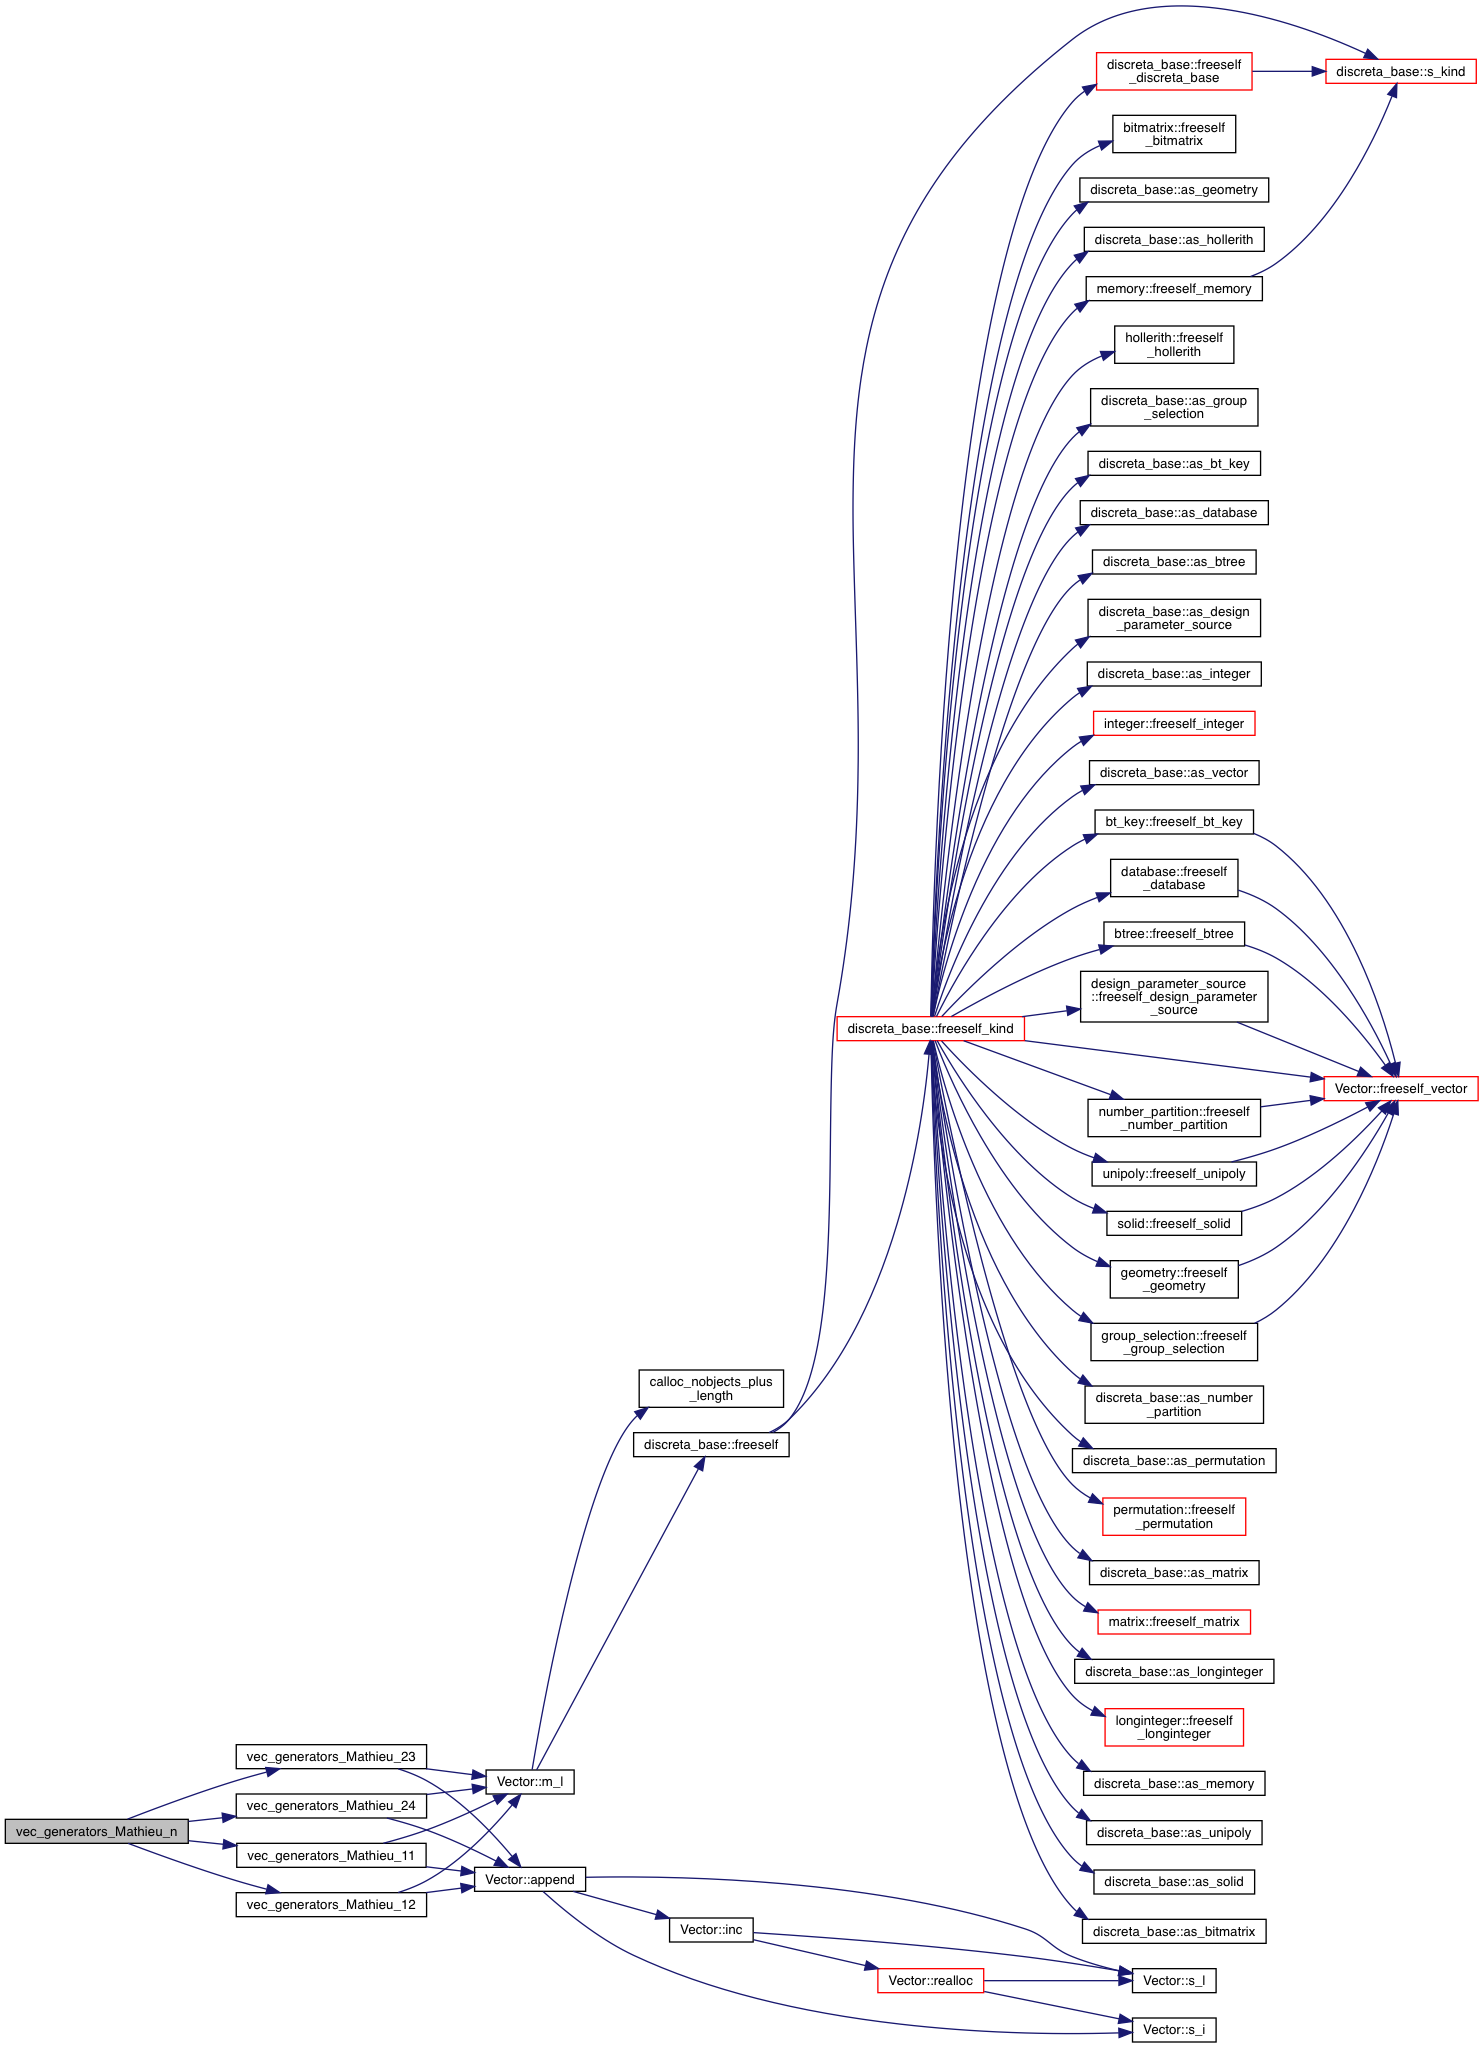 discreta_base::freeself
_discreta_base
discreta_base::s_kind
bitmatrix::freeself
_bitmatrix
discreta_base::as_geometry
discreta_base::as_hollerith
memory::freeself_memory
hollerith::freeself
_hollerith
discreta_base::as_group
_selection
discreta_base::as_bt_key
discreta_base::as_database
discreta_base::as_btree
discreta_base::as_design
_parameter_source
discreta_base::as_integer
integer::freeself_integer
discreta_base::as_vector
bt_key::freeself_bt_key
database::freeself
_database
btree::freeself_btree
design_parameter_source
::freeself_design_parameter
_source
discreta_base::freeself_kind
Vector::freeself_vector
number_partition::freeself
_number_partition
unipoly::freeself_unipoly
solid::freeself_solid
geometry::freeself
_geometry
group_selection::freeself
_group_selection
calloc_nobjects_plus
_length
discreta_base::as_number
_partition
discreta_base::freeself
discreta_base::as_permutation
permutation::freeself
_permutation
discreta_base::as_matrix
matrix::freeself_matrix
discreta_base::as_longinteger
longinteger::freeself
_longinteger
vec_generators_Mathieu_23
Vector::m_l
discreta_base::as_memory
vec_generators_Mathieu_24
vec_generators_Mathieu_n
discreta_base::as_unipoly
vec_generators_Mathieu_11
Vector::append
discreta_base::as_solid
vec_generators_Mathieu_12
Vector::inc
discreta_base::as_bitmatrix
Vector::realloc
Vector::s_l
Vector::s_i